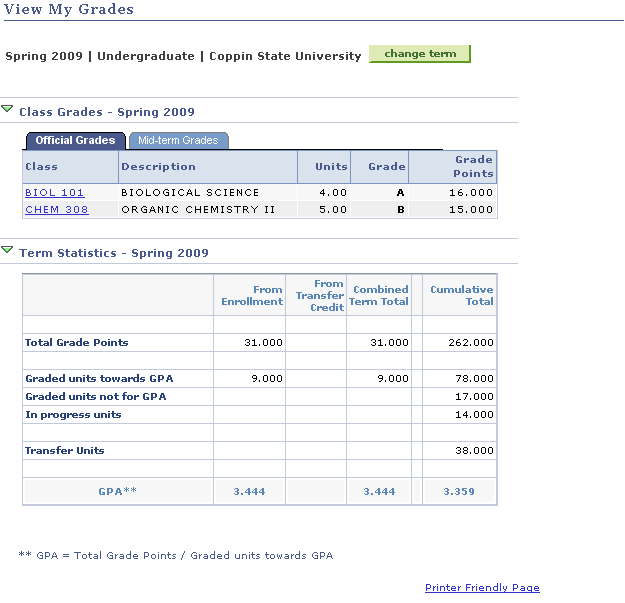 View My Grades
Spring 2009 | Undergraduate | Coppin State University change term
Class Grades - Spring 2009
Official Grades Mid-term Grades
Class Description Units Grade Grade Points
BIOL 101 BIOLOGICAL SCIENCE 4.00 A 16.000
CHEM 308 ORGANIC CHEMISTRY II 5.00 B 15.000
Term Statistics - Spring 2009
From Enrollment From Transfer Credit Combined Term Total Cumulative Total
Total Grade Points 31.000 31.000 262.000
Graded units towards GPA 9.000 9.000 78.000
Graded units not for GPA 17.000
In progress units 14.000
Transfer Units 38.000
GPA** 3.444 3.444 3.359
** GPA = Total Grade Points / Graded units towards GPA
Printer Friendly Page